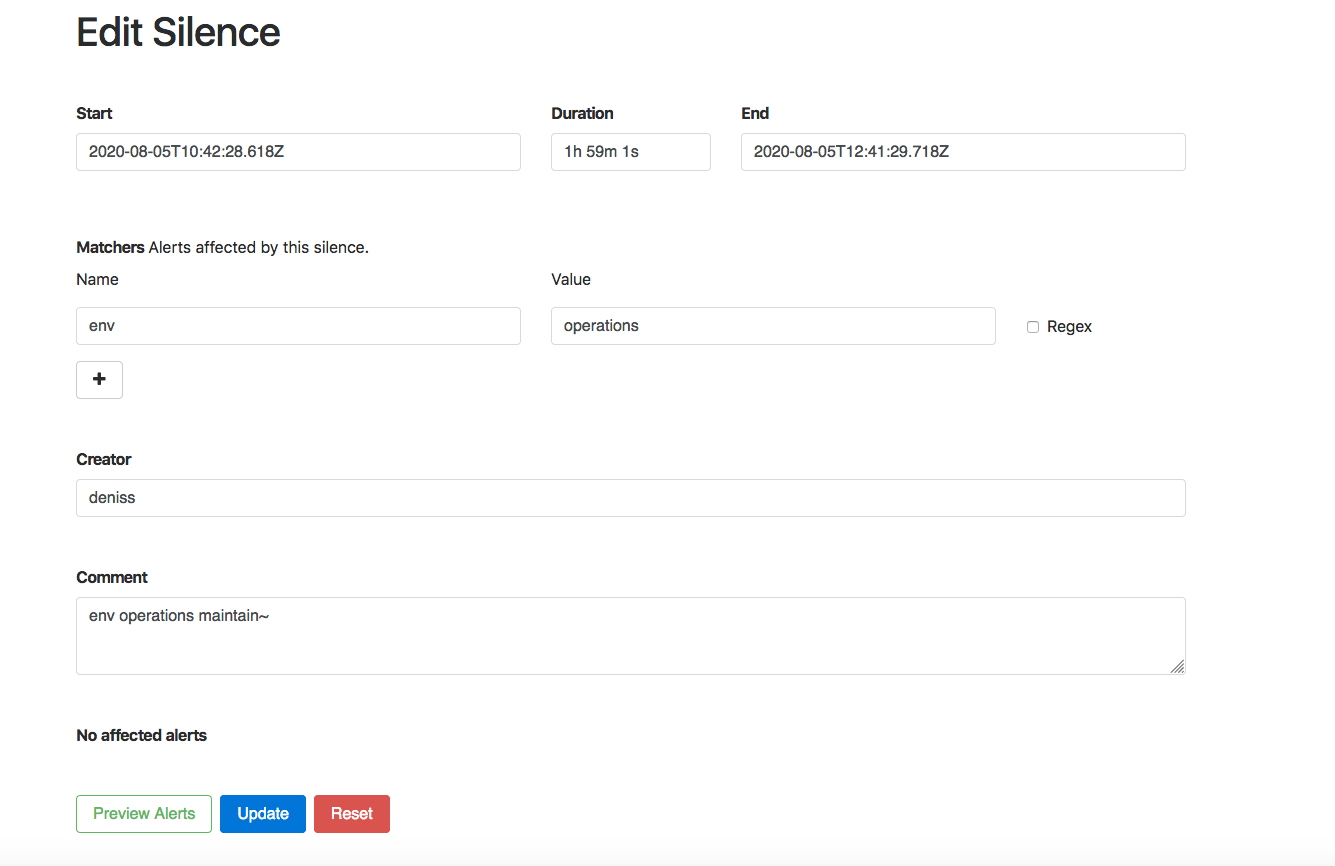 Edit Silence
Start Duration End
2020-08-05T10:42:28.618Z 1h 59m 1s 2020-08-05T12:41:29.718Z
Matchers Alerts affected by this silence.
Name Value
env operations Regex
+
Creator
deniss
Comment
env operations maintain~
No affected alerts
Preview Alerts Update Reset